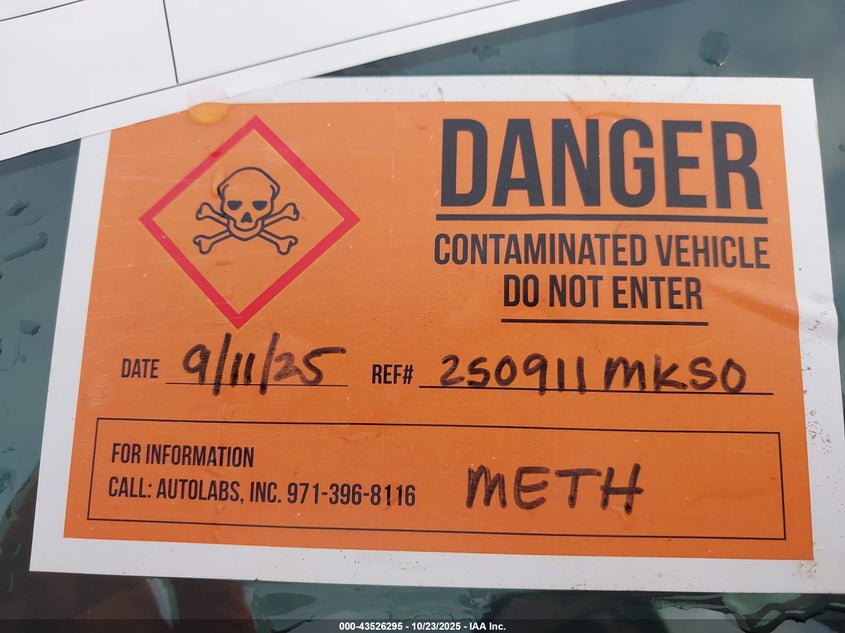 DANGER
CONTAMINATED VEHICLE
DO NOT ENTER
DATE 9/11/25 REF# 250911MKSO
FOR INFORMATION
CALL: AUTOLABS, INC. 971-396-8116
METH
000-43526295 - 10/23/2025 - IAA Inc.